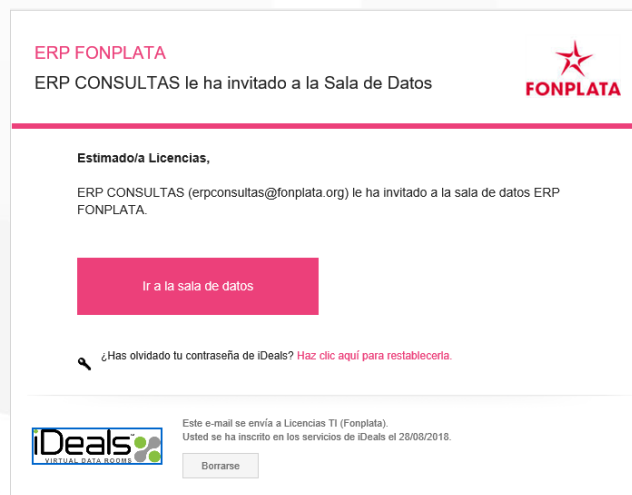 ERP FONPLATA
ERP CONSULTAS le ha invitado a la Sala de Datos
FONPLATA
Estimado/a Licencias,
ERP CONSULTAS (erpconsultas@fonplata.org) le ha invitado a la sala de datos ERP
FONPLATA.
Ir a la sala de datos
¿Has olvidado tu contraseña de iDeals? Haz clic aquí para restablecerla.
iDeals™
VIRTUAL DATA ROOMS
Este e-mail se envía a Licencias TI (Fonplata).
Usted se ha inscrito en los servicios de iDeals el 28/08/2018.
Borrarse